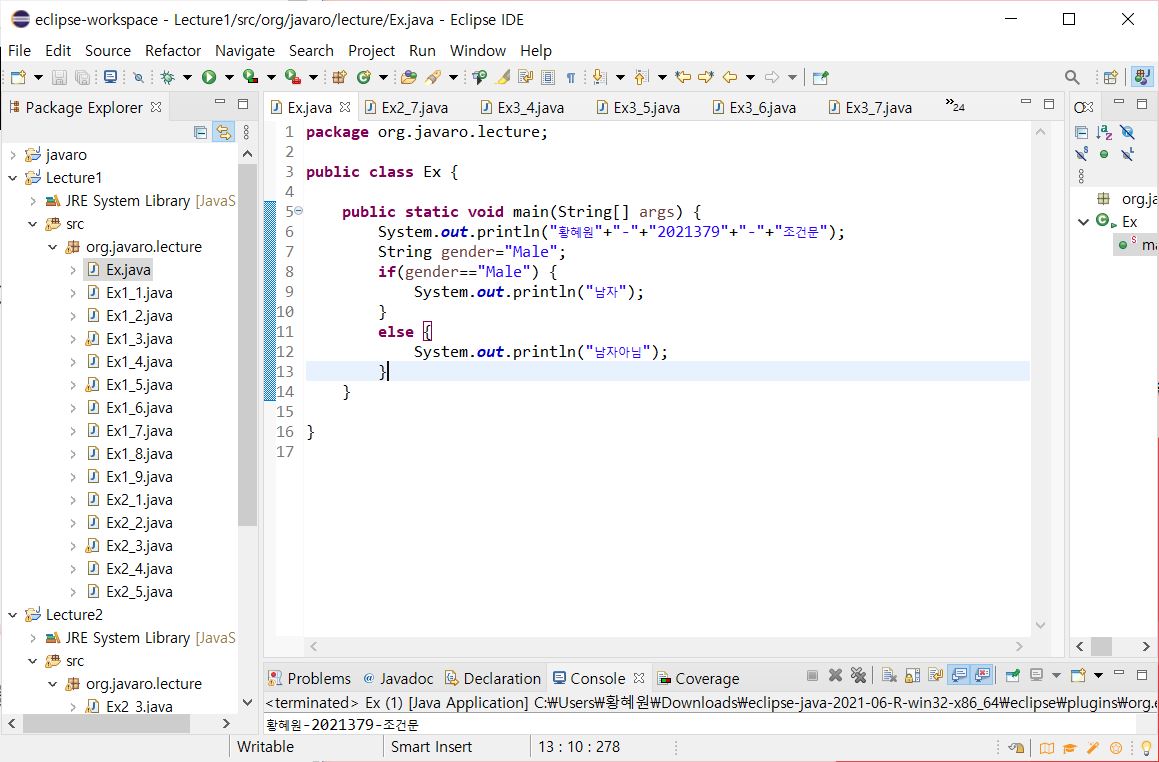 eclipse-workspace - Lecture1/src/org/javaro/lecture/Ex.java - Eclipse IDE
File Edit Source Refactor Navigate Search Project Run Window Help
Package Explorer
Ex.java Ex2_7.java Ex3_4.java Ex3_5.java Ex3_6.java Ex3_7.java »24
javaro
Lecture1
JRE System Library [JavaS
src
org.javaro.lecture
Ex.java
Ex1_1.java
Ex1_2.java
Ex1_3.java
Ex1_4.java
Ex1_5.java
Ex1_6.java
Ex1_7.java
Ex1_8.java
Ex1_9.java
Ex2_1.java
Ex2_2.java
Ex2_3.java
Ex2_4.java
Ex2_5.java
Lecture2
JRE System Library [JavaS
src
org.javaro.lecture
Ex2_3.java
1 package org.javaro.lecture;
2
3 public class Ex {
4
5 public static void main(String[] args) {
6 System.out.println("황혜원"+"-"+"2021379"+"-"+"조건문");
7 String gender="Male";
8 if(gender=="Male") {
9 System.out.println("남자");
10 }
11 else {
12 System.out.println("남자아님");
13 }
14 }
15
16 }
17
org.ja
Ex
ma
Problems @ Javadoc Declaration Console Coverage
<terminated> Ex (1) [Java Application] C:₩Users₩황혜원₩Downloads₩eclipse-java-2021-06-R-win32-x86_64₩eclipse₩plugins₩org.e
황혜원-2021379-조건문
Writable Smart Insert 13 : 10 : 278